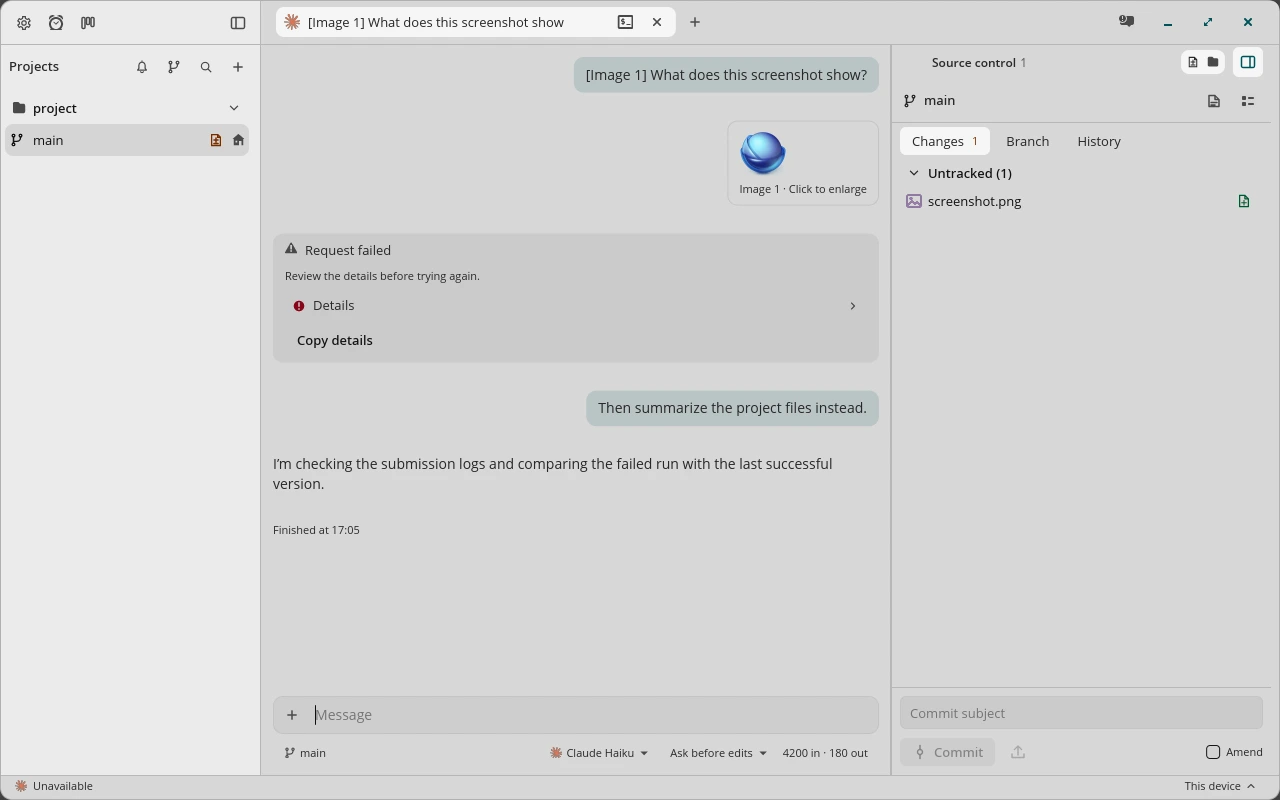 [Image 1] What does this screenshot show
Projects
project
main
[Image 1] What does this screenshot show?
Image 1 · Click to enlarge
Request failed
Review the details before trying again.
Details
Copy details
Then summarize the project files instead.
I’m checking the submission logs and comparing the failed run with the last successful
version.
Finished at 17:05
Message
main
Claude Haiku
Ask before edits
4200 in · 180 out
Source control 1
main
Changes 1
Branch
History
Untracked (1)
screenshot.png
Commit subject
Commit
Amend
Unavailable
This device